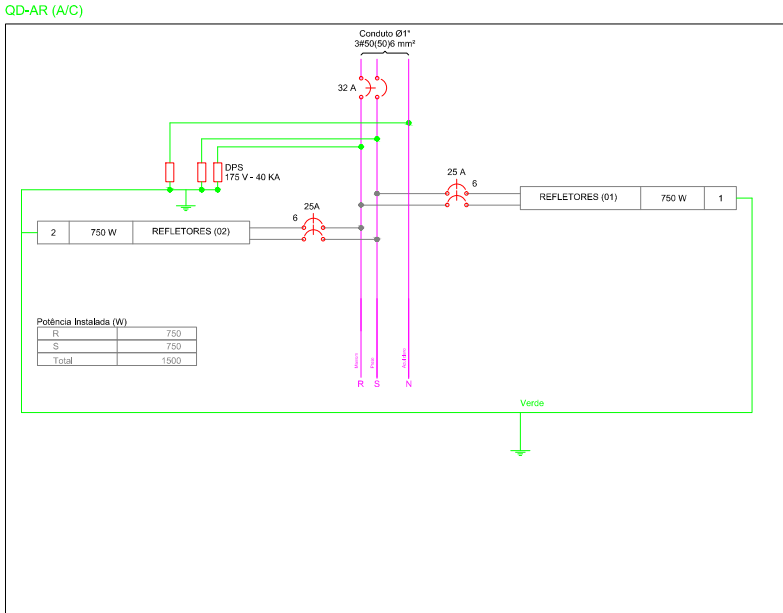 QD-AR (A/C)
Conduto Ø1"
3#50(50)6 mm²
32 A
DPS
175 V - 40 KA
25 A
6
REFLETORES (01) 750 W 1
25A
6
2 750 W REFLETORES (02)
Potência Instalada (W)
R 750
S 750
Total 1500
R S N
Verde